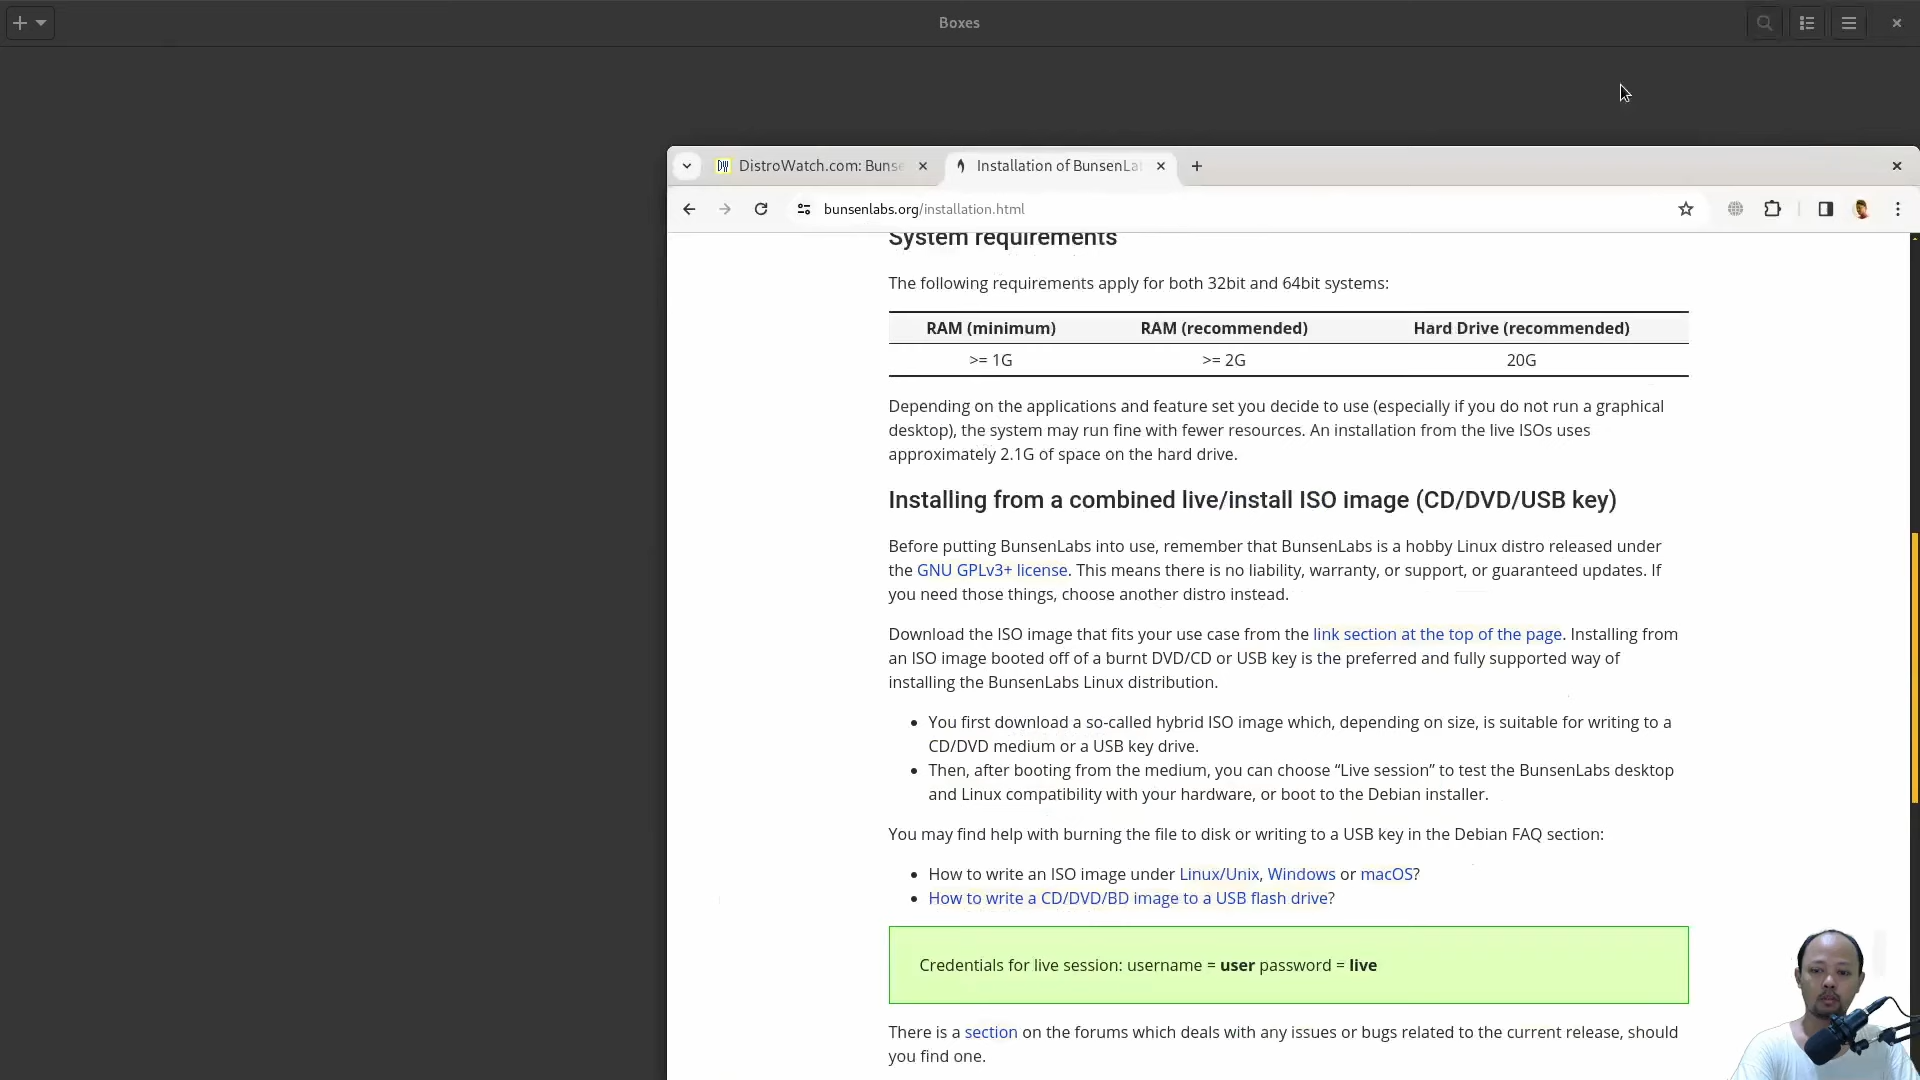 Boxes
DistroWatch.com: Bunse
Installation of BunsenLa
bunsenlabs.org/installation.html
System requirements
The following requirements apply for both 32bit and 64bit systems:
RAM (minimum) RAM (recommended) Hard Drive (recommended)
>= 1G >= 2G 20G
Depending on the applications and feature set you decide to use (especially if you do not run a graphical
desktop), the system may run fine with fewer resources. An installation from the live ISOs uses
approximately 2.1G of space on the hard drive.
Installing from a combined live/install ISO image (CD/DVD/USB key)
Before putting BunsenLabs into use, remember that BunsenLabs is a hobby Linux distro released under
the GNU GPLv3+ license. This means there is no liability, warranty, or support, or guaranteed updates. If
you need those things, choose another distro instead.
Download the ISO image that fits your use case from the link section at the top of the page. Installing from
an ISO image booted off of a burnt DVD/CD or USB key is the preferred and fully supported way of
installing the BunsenLabs Linux distribution.
• You first download a so-called hybrid ISO image which, depending on size, is suitable for writing to a
CD/DVD medium or a USB key drive.
• Then, after booting from the medium, you can choose “Live session” to test the BunsenLabs desktop
and Linux compatibility with your hardware, or boot to the Debian installer.
You may find help with burning the file to disk or writing to a USB key in the Debian FAQ section:
• How to write an ISO image under Linux/Unix, Windows or macOS?
• How to write a CD/DVD/BD image to a USB flash drive?
Credentials for live session: username = user password = live
There is a section on the forums which deals with any issues or bugs related to the current release, should
you find one.